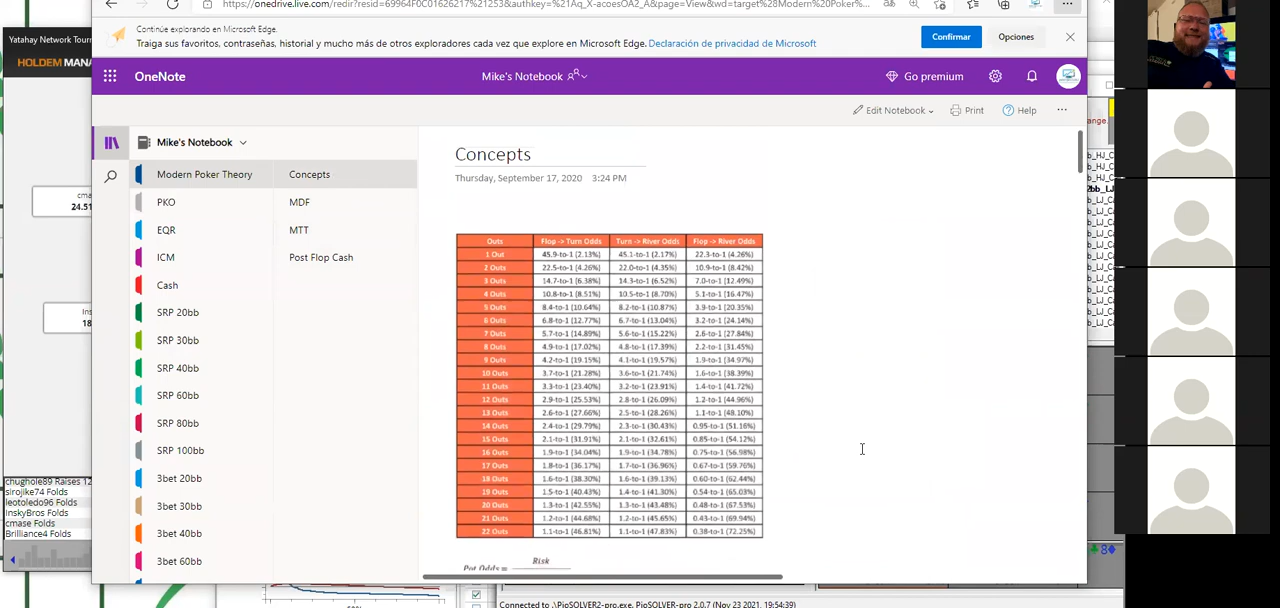 https://onedrive.live.com/redir?resid=69964F0C01626217%21253&authkey=%21Aq_X-acoesOA2_A&page=View&wd=target%28Modern%20Poker%...
Yatahay Network Tourn
HOLDEM MANA
Continúe explorando en Microsoft Edge.
Traiga sus favoritos, contraseñas, historial y mucho más de otros exploradores cada vez que explore en Microsoft Edge. Declaración de privacidad de Microsoft
Confirmar
Opciones
OneNote
Mike's Notebook
Go premium
Edit Notebook
Print
Help
Mike's Notebook
Modern Poker Theory
PKO
EQR
ICM
Cash
SRP 20bb
SRP 30bb
SRP 40bb
SRP 60bb
SRP 80bb
SRP 100bb
3bet 20bb
3bet 30bb
3bet 40bb
3bet 60bb
Concepts
MDF
MTT
Post Flop Cash
Concepts
Thursday, September 17, 2020 3:24 PM
Outs Flop -> Turn Odds Turn -> River Odds Flop -> River Odds
1 Out 45.9-to-1 (2.13%) 45.1-to-1 (2.17%) 22.3-to-1 (4.26%)
2 Outs 22.5-to-1 (4.26%) 22.0-to-1 (4.35%) 10.9-to-1 (8.42%)
3 Outs 14.7-to-1 (6.38%) 14.3-to-1 (6.52%) 7.0-to-1 (12.49%)
4 Outs 10.8-to-1 (8.51%) 10.5-to-1 (8.70%) 5.1-to-1 (16.47%)
5 Outs 8.4-to-1 (10.64%) 8.2-to-1 (10.87%) 3.9-to-1 (20.35%)
6 Outs 6.8-to-1 (12.77%) 6.7-to-1 (13.04%) 3.2-to-1 (24.14%)
7 Outs 5.7-to-1 (14.89%) 5.6-to-1 (15.22%) 2.6-to-1 (27.84%)
8 Outs 4.9-to-1 (17.02%) 4.8-to-1 (17.39%) 2.2-to-1 (31.45%)
9 Outs 4.2-to-1 (19.15%) 4.1-to-1 (19.57%) 1.9-to-1 (34.97%)
10 Outs 3.7-to-1 (21.28%) 3.6-to-1 (21.74%) 1.6-to-1 (38.39%)
11 Outs 3.3-to-1 (23.40%) 3.2-to-1 (23.91%) 1.4-to-1 (41.72%)
12 Outs 2.9-to-1 (25.53%) 2.8-to-1 (26.09%) 1.2-to-1 (44.96%)
13 Outs 2.6-to-1 (27.66%) 2.5-to-1 (28.26%) 1.1-to-1 (48.10%)
14 Outs 2.4-to-1 (29.79%) 2.3-to-1 (30.43%) 0.95-to-1 (51.16%)
15 Outs 2.1-to-1 (31.91%) 2.1-to-1 (32.61%) 0.85-to-1 (54.12%)
16 Outs 1.9-to-1 (34.04%) 1.9-to-1 (34.78%) 0.75-to-1 (56.98%)
17 Outs 1.8-to-1 (36.17%) 1.7-to-1 (36.96%) 0.67-to-1 (59.76%)
18 Outs 1.6-to-1 (38.30%) 1.6-to-1 (39.13%) 0.60-to-1 (62.44%)
19 Outs 1.5-to-1 (40.43%) 1.4-to-1 (41.30%) 0.54-to-1 (65.03%)
20 Outs 1.3-to-1 (42.55%) 1.3-to-1 (43.48%) 0.48-to-1 (67.53%)
21 Outs 1.2-to-1 (44.68%) 1.2-to-1 (45.65%) 0.43-to-1 (69.94%)
22 Outs 1.1-to-1 (46.81%) 1.1-to-1 (47.83%) 0.38-to-1 (72.25%)
Pot Odds = Risk
cma
24.51
Ins
18
chughole89 Raises 12
slrojike74 Folds
leotoledo96 Folds
InskyBros Folds
cmase Folds
Brilliance4 Folds
ange.
b_HJ_C
b_HJ_C
b_LJ_C
Connected to .\PioSOLVER2-pro.exe, PioSOLVER-pro 2.0.7 (Nov 23 2021, 19:54:39)